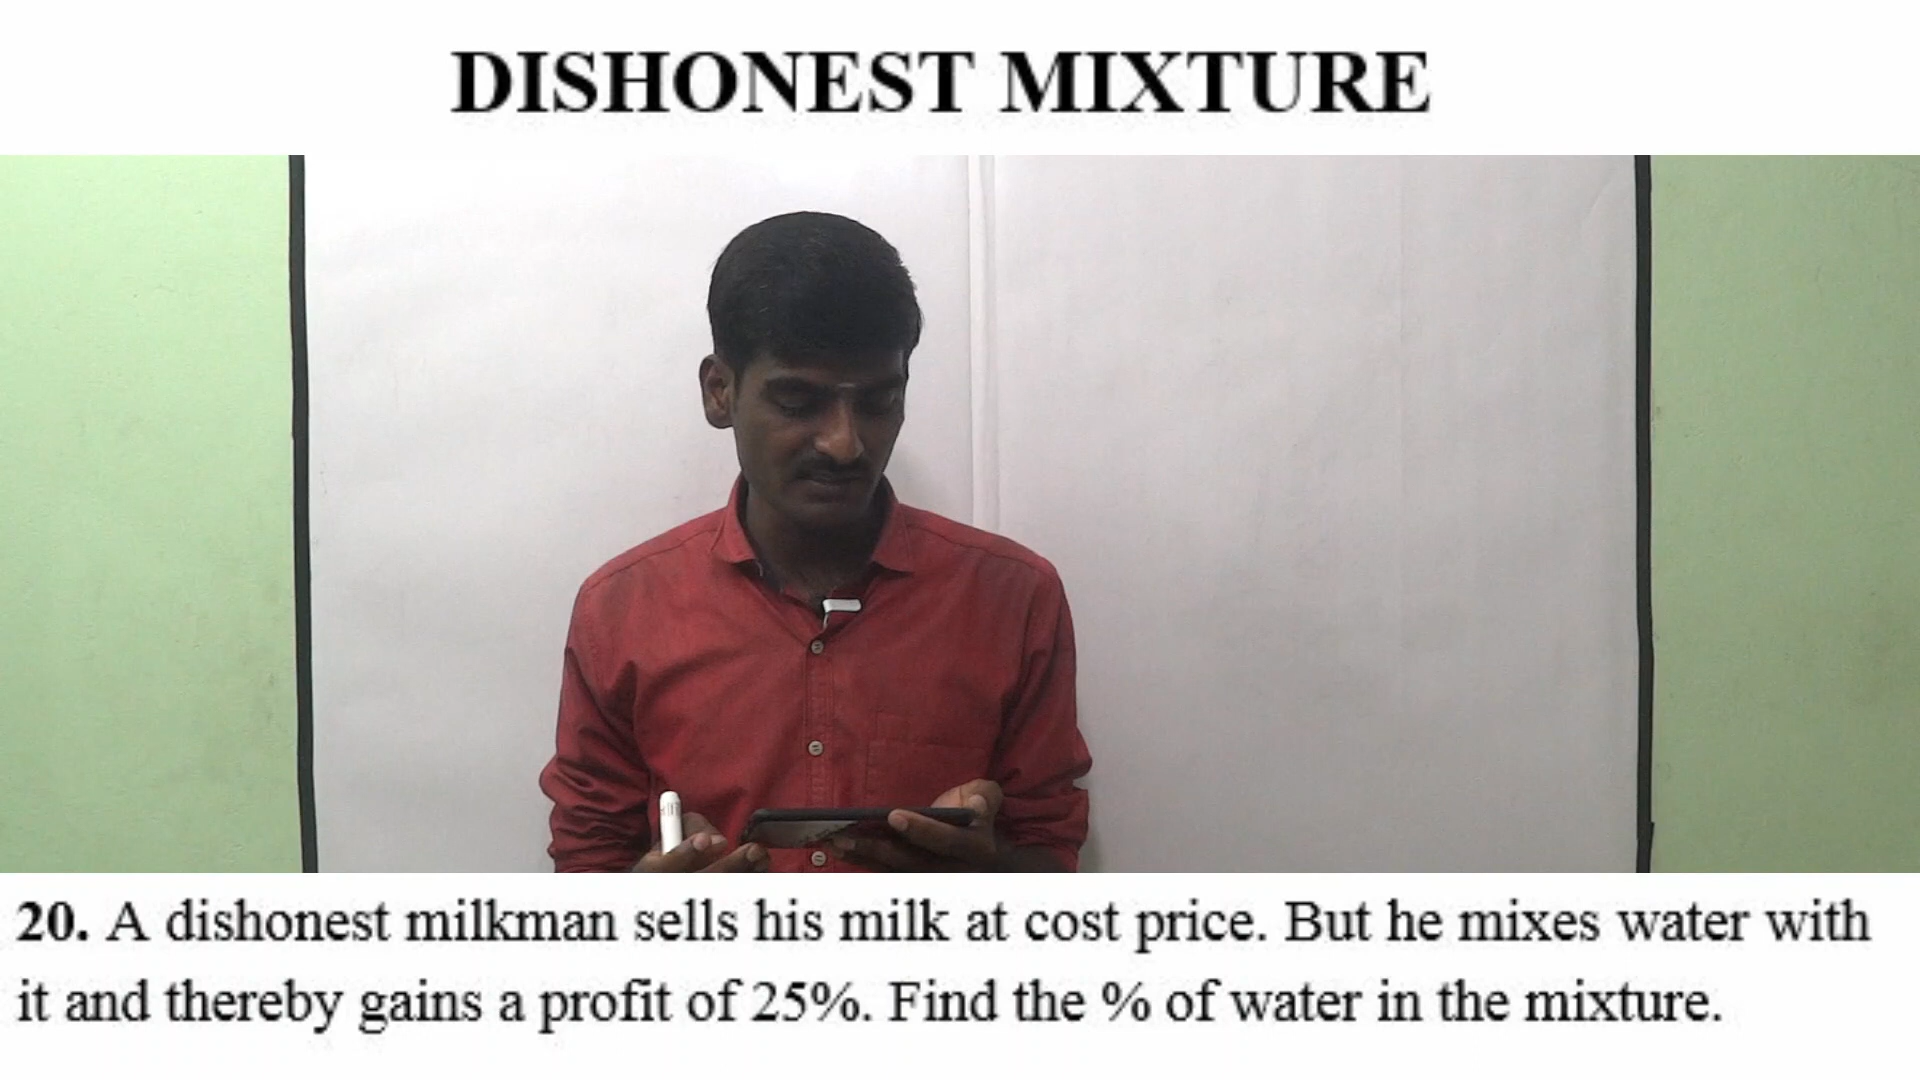 DISHONEST MIXTURE
20. A dishonest milkman sells his milk at cost price. But he mixes water with
it and thereby gains a profit of 25%. Find the % of water in the mixture.